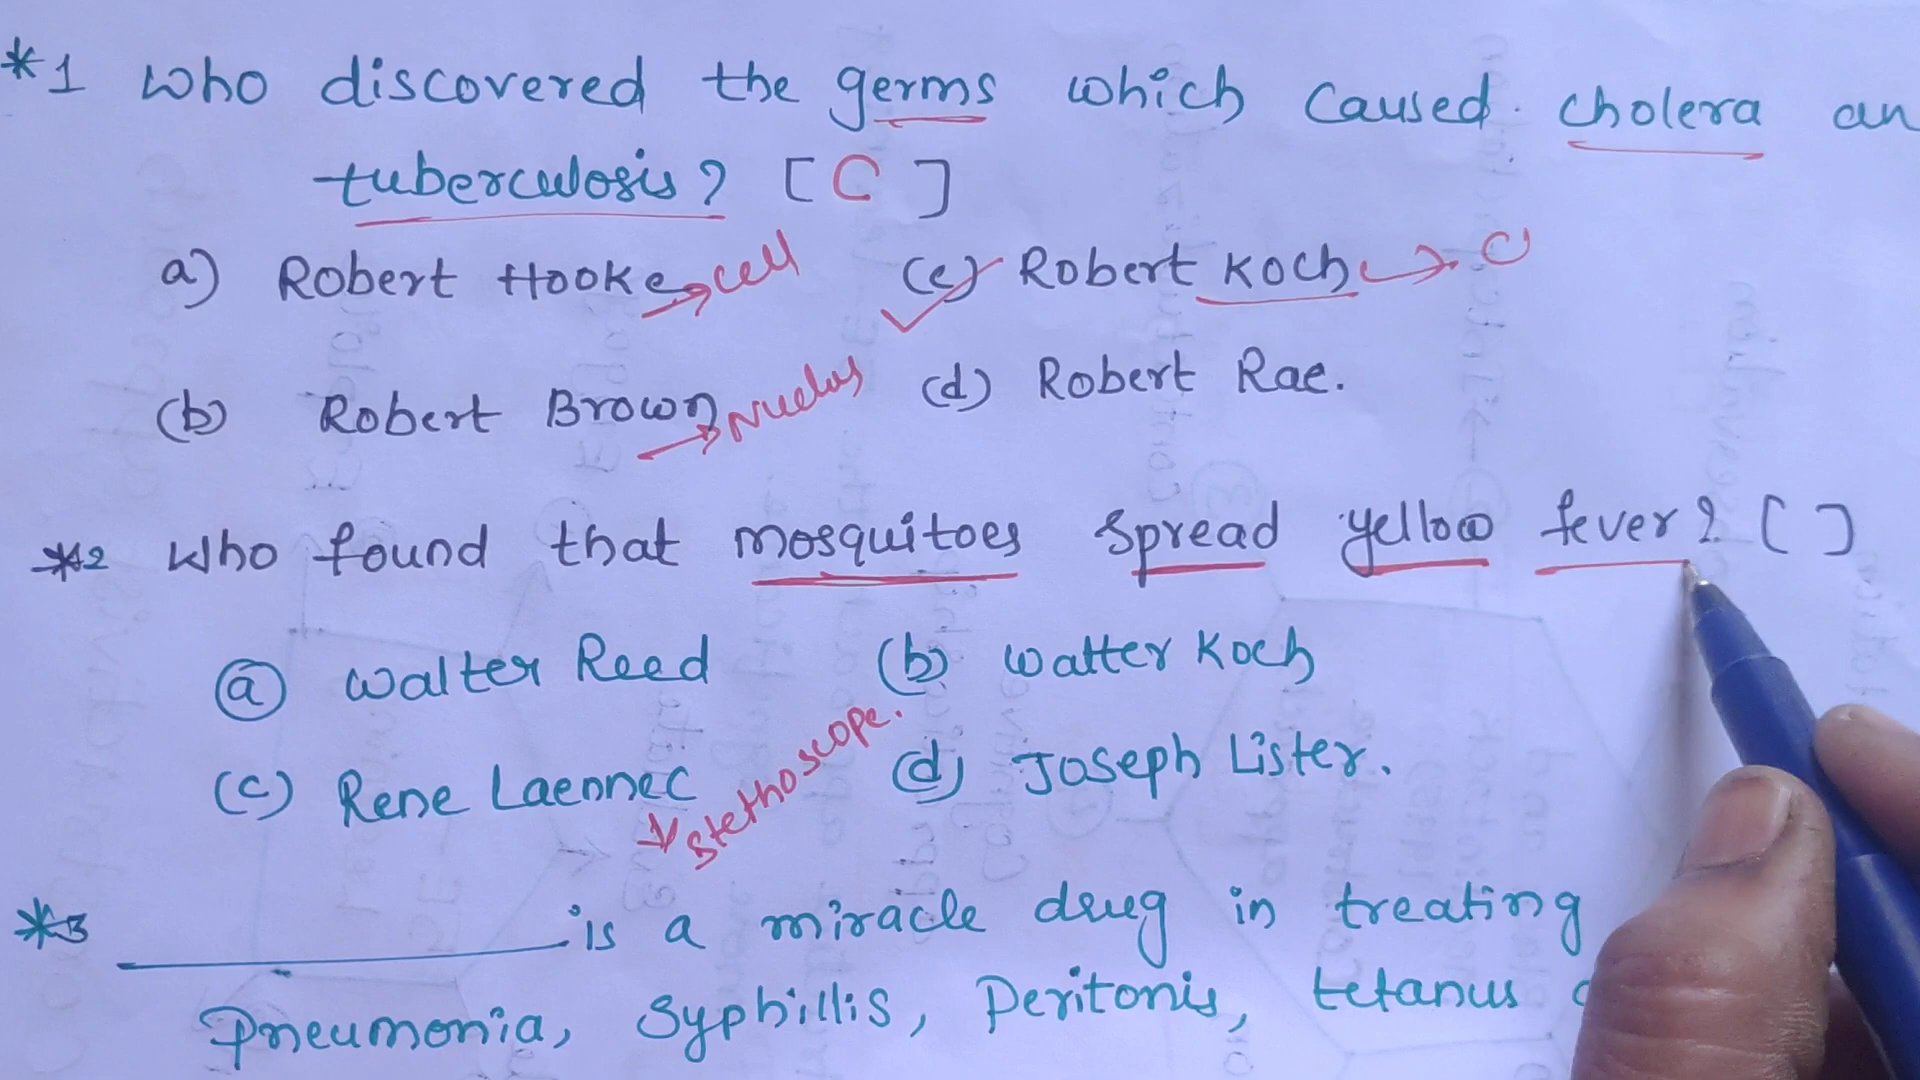 *1 Who discovered the germs which caused cholera an
tuberculosis? [C]
a) Robert Hooke → cell (c) Robert Koch → C
(b) Robert Brown → Nuclus (d) Robert Rae.
*2 Who found that mosquitoes spread yellow fever? [ ]
(a) Walter Reed (b) Watter Koch
(c) Rene Laennec → stethoscope. (d) Joseph Lister.
*3 ________ is a miracle drug in treating
Pneumonia, Syphillis, Peritonis, tetanus